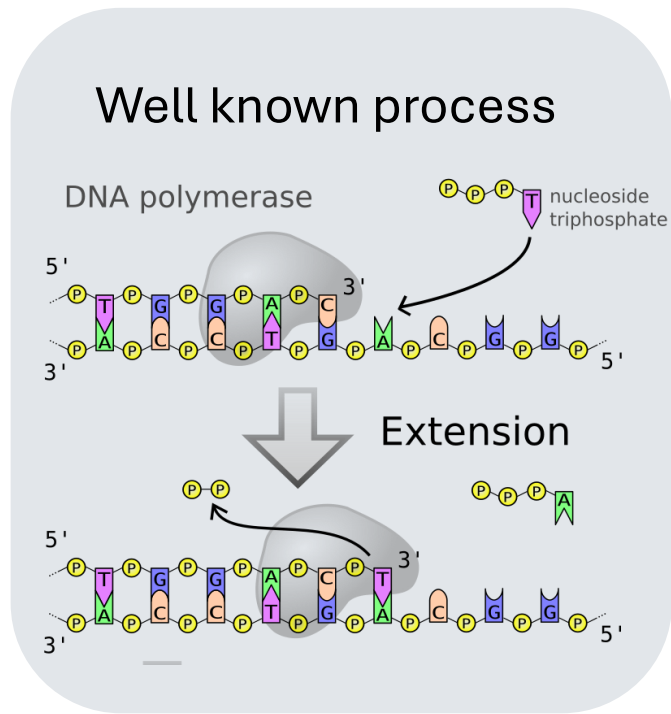 Well known process
DNA polymerase
P P P T
nucleoside
triphosphate
5'
P P P P P 3'
T G G A C
A C C T G A C G G
P P P P P P P P P P
3' 5'
Extension
P P
P P P A
5'
P P P P P P 3'
T G G A C T
A C C T G A C G G
P P P P P P P P P P
3' 5'